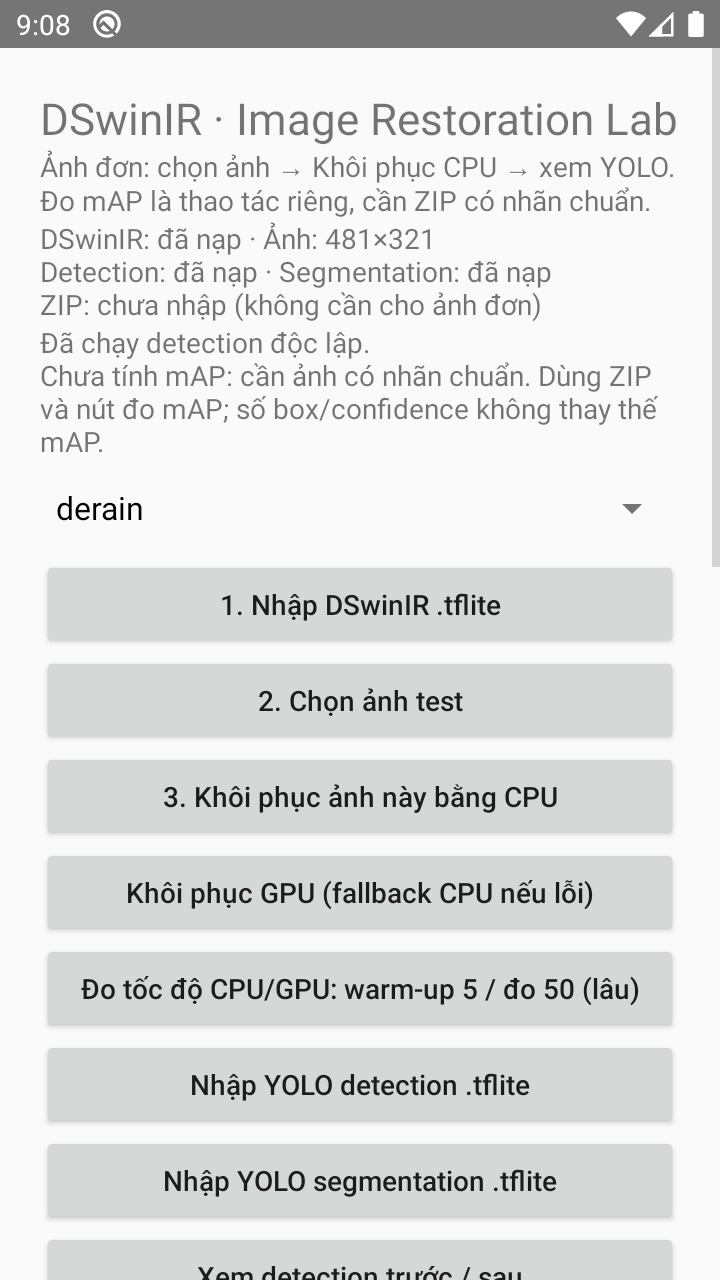 9:08
DSwinIR · Image Restoration Lab
Ảnh đơn: chọn ảnh → Khôi phục CPU → xem YOLO.
Đo mAP là thao tác riêng, cần ZIP có nhãn chuẩn.
DSwinIR: đã nạp · Ảnh: 481×321
Detection: đã nạp · Segmentation: đã nạp
ZIP: chưa nhập (không cần cho ảnh đơn)
Đã chạy detection độc lập.
Chưa tính mAP: cần ảnh có nhãn chuẩn. Dùng ZIP
và nút đo mAP; số box/confidence không thay thế
mAP.
derain
1. Nhập DSwinIR .tflite
2. Chọn ảnh test
3. Khôi phục ảnh này bằng CPU
Khôi phục GPU (fallback CPU nếu lỗi)
Đo tốc độ CPU/GPU: warm-up 5 / đo 50 (lâu)
Nhập YOLO detection .tflite
Nhập YOLO segmentation .tflite
Xem detection trước / sau